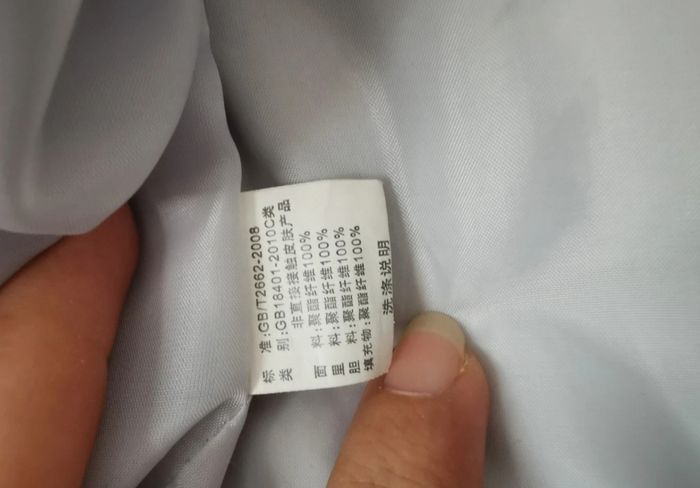 标 准:GB/T2662-2008
类 别:GB18401-2010C类
非直接接触皮肤产品
面 料:聚酯纤维100%
里 料:聚酯纤维100%
胆 料:聚酯纤维100%
填充物:聚酯纤维100%
洗涤说明